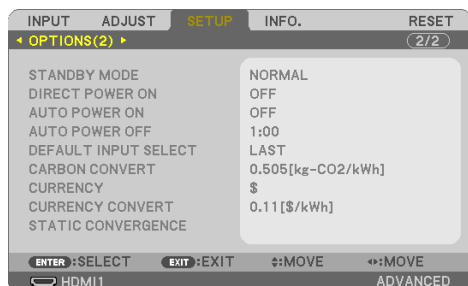 INPUT ADJUST SETUP INFO. RESET
OPTIONS(2) 2/2
STANDBY MODE NORMAL
DIRECT POWER ON OFF
AUTO POWER ON OFF
AUTO POWER OFF 1:00
DEFAULT INPUT SELECT LAST
CARBON CONVERT 0.505[kg-CO2/kWh]
CURRENCY $
CURRENCY CONVERT 0.11[$/kWh]
STATIC CONVERGENCE
ENTER:SELECT EXIT:EXIT :MOVE :MOVE
HDMI1 ADVANCED